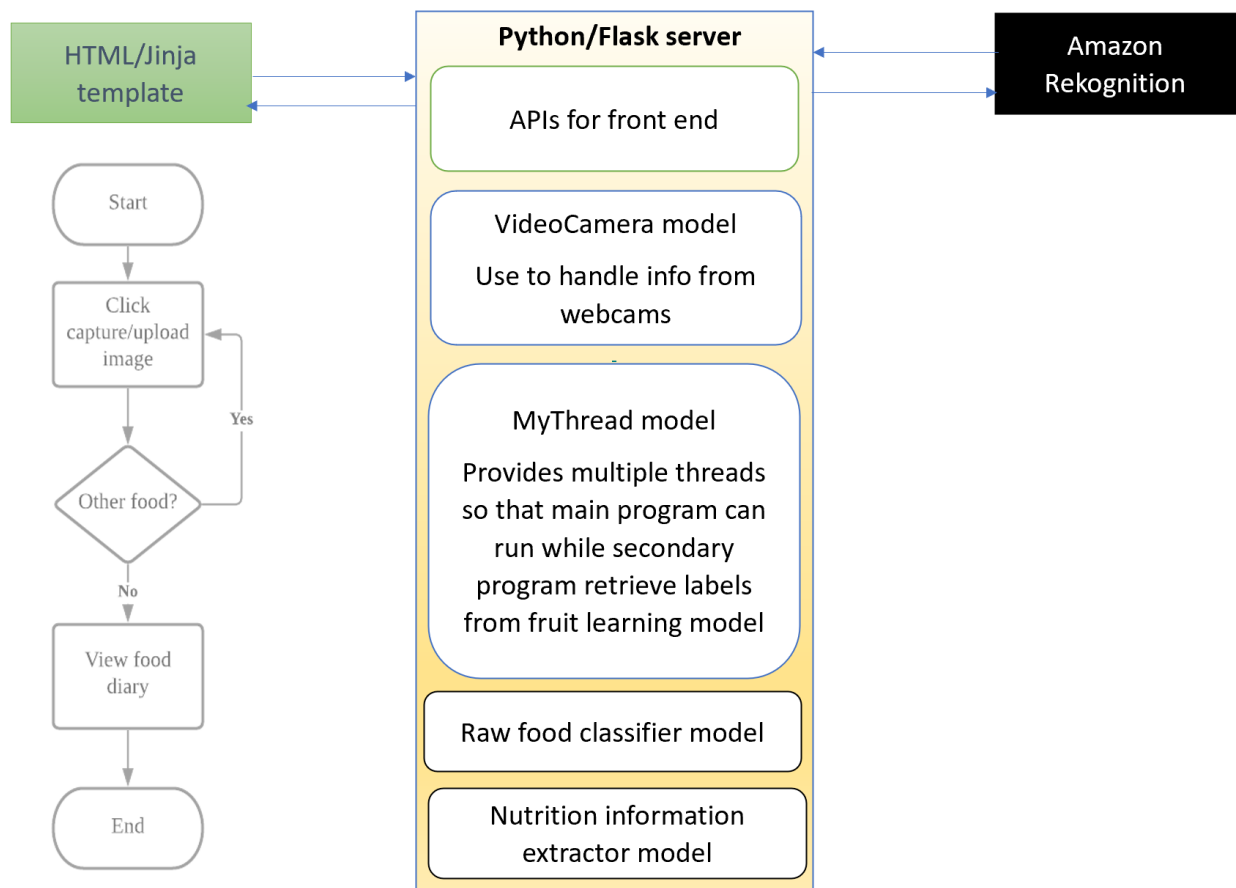 HTML/Jinja
template
Python/Flask server
Amazon
Rekognition
APIs for front end
VideoCamera model
Use to handle info from
webcams
MyThread model
Provides multiple threads
so that main program can
run while secondary
program retrieve labels
from fruit learning model
Raw food classifier model
Nutrition information
extractor model
Start
Click
capture/upload
image
Yes
Other food?
No
View food
diary
End